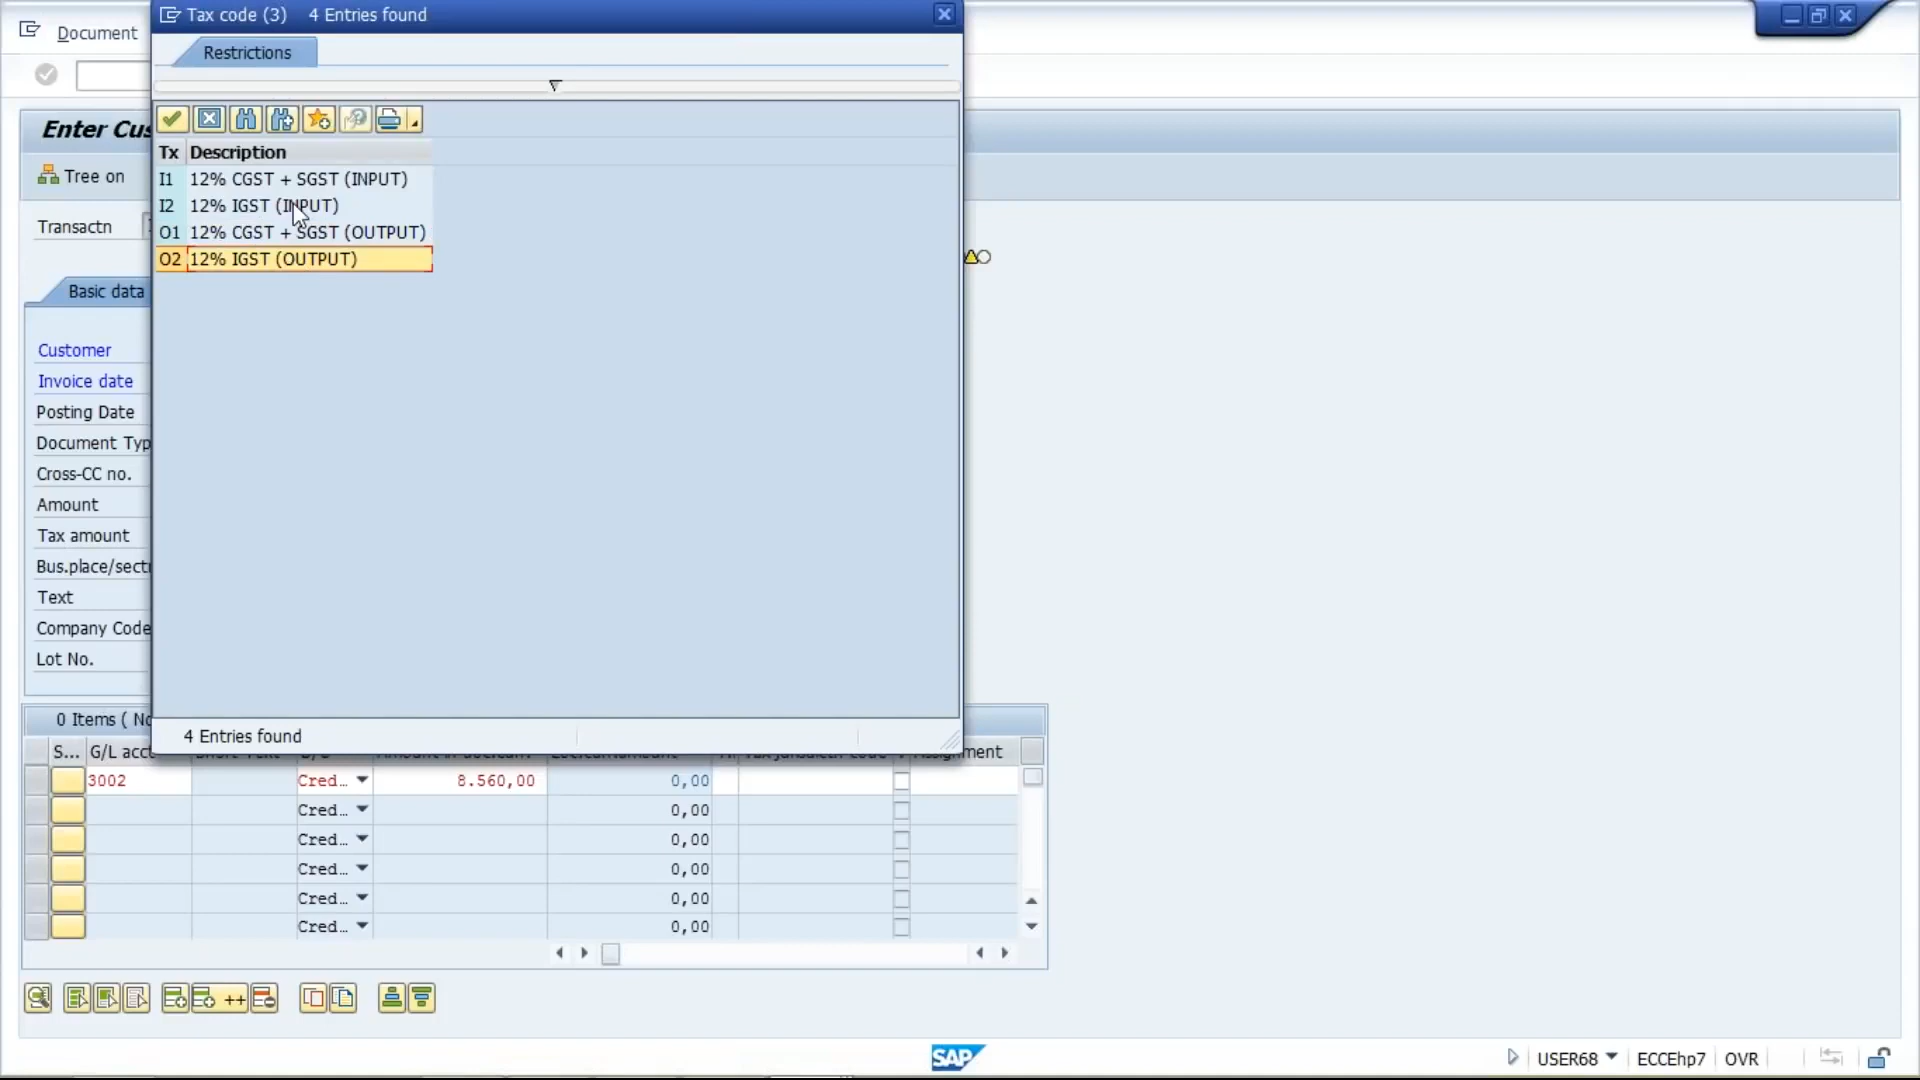 Tax code (3) 4 Entries found
Document
Restrictions
Enter Cus
Tree on
Transactn
Tx Description
I1 12% CGST + SGST (INPUT)
I2 12% IGST (INPUT)
O1 12% CGST + SGST (OUTPUT)
O2 12% IGST (OUTPUT)
Basic data
Customer
Invoice date
Posting Date
Document Typ
Cross-CC no.
Amount
Tax amount
Bus.place/sectn
Text
Company Code
Lot No.
4 Entries found
0 Items ( No
S... G/L acct
3002 Cred... 8.560,00 0,00
Cred... 0,00
Cred... 0,00
Cred... 0,00
Cred... 0,00
Cred... 0,00
SAP
USER68 ECCEhp7 OVR